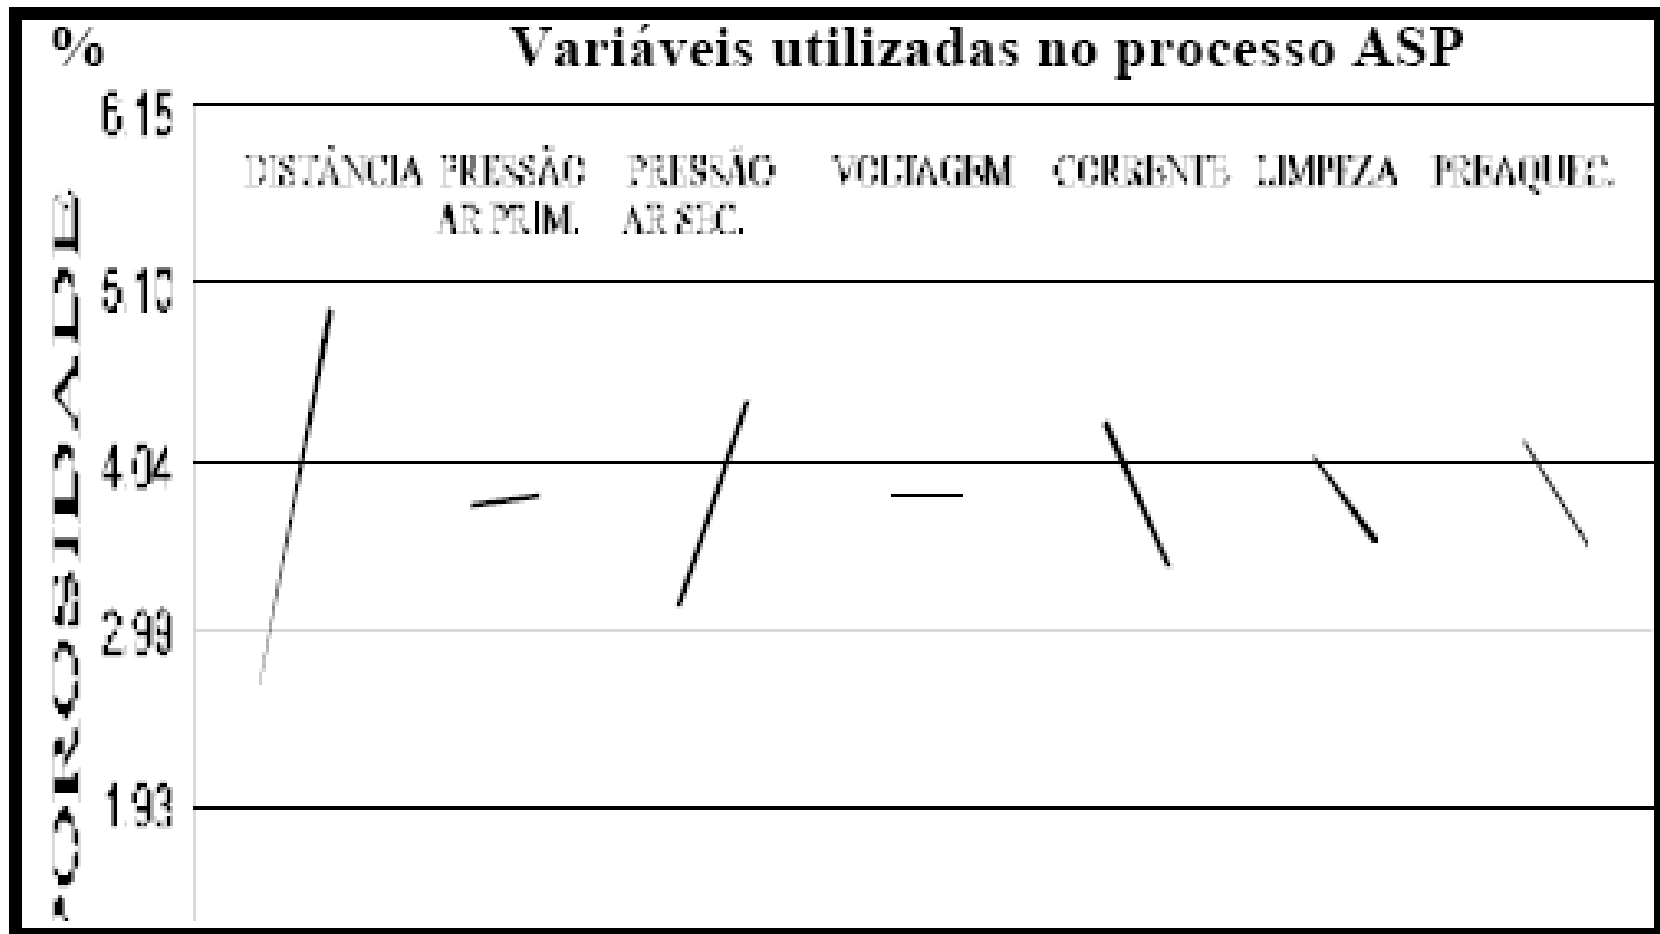 %
Variáveis utilizadas no processo ASP
6.15
DISTÂNCIA PRESSÃO PRESSÃO VOLTAGEM CORRENTE LIMPEZA PREAQUEC.
AR PRIM. AR SEC.
5.10
4.04
2.98
1.93
POROSIDADE